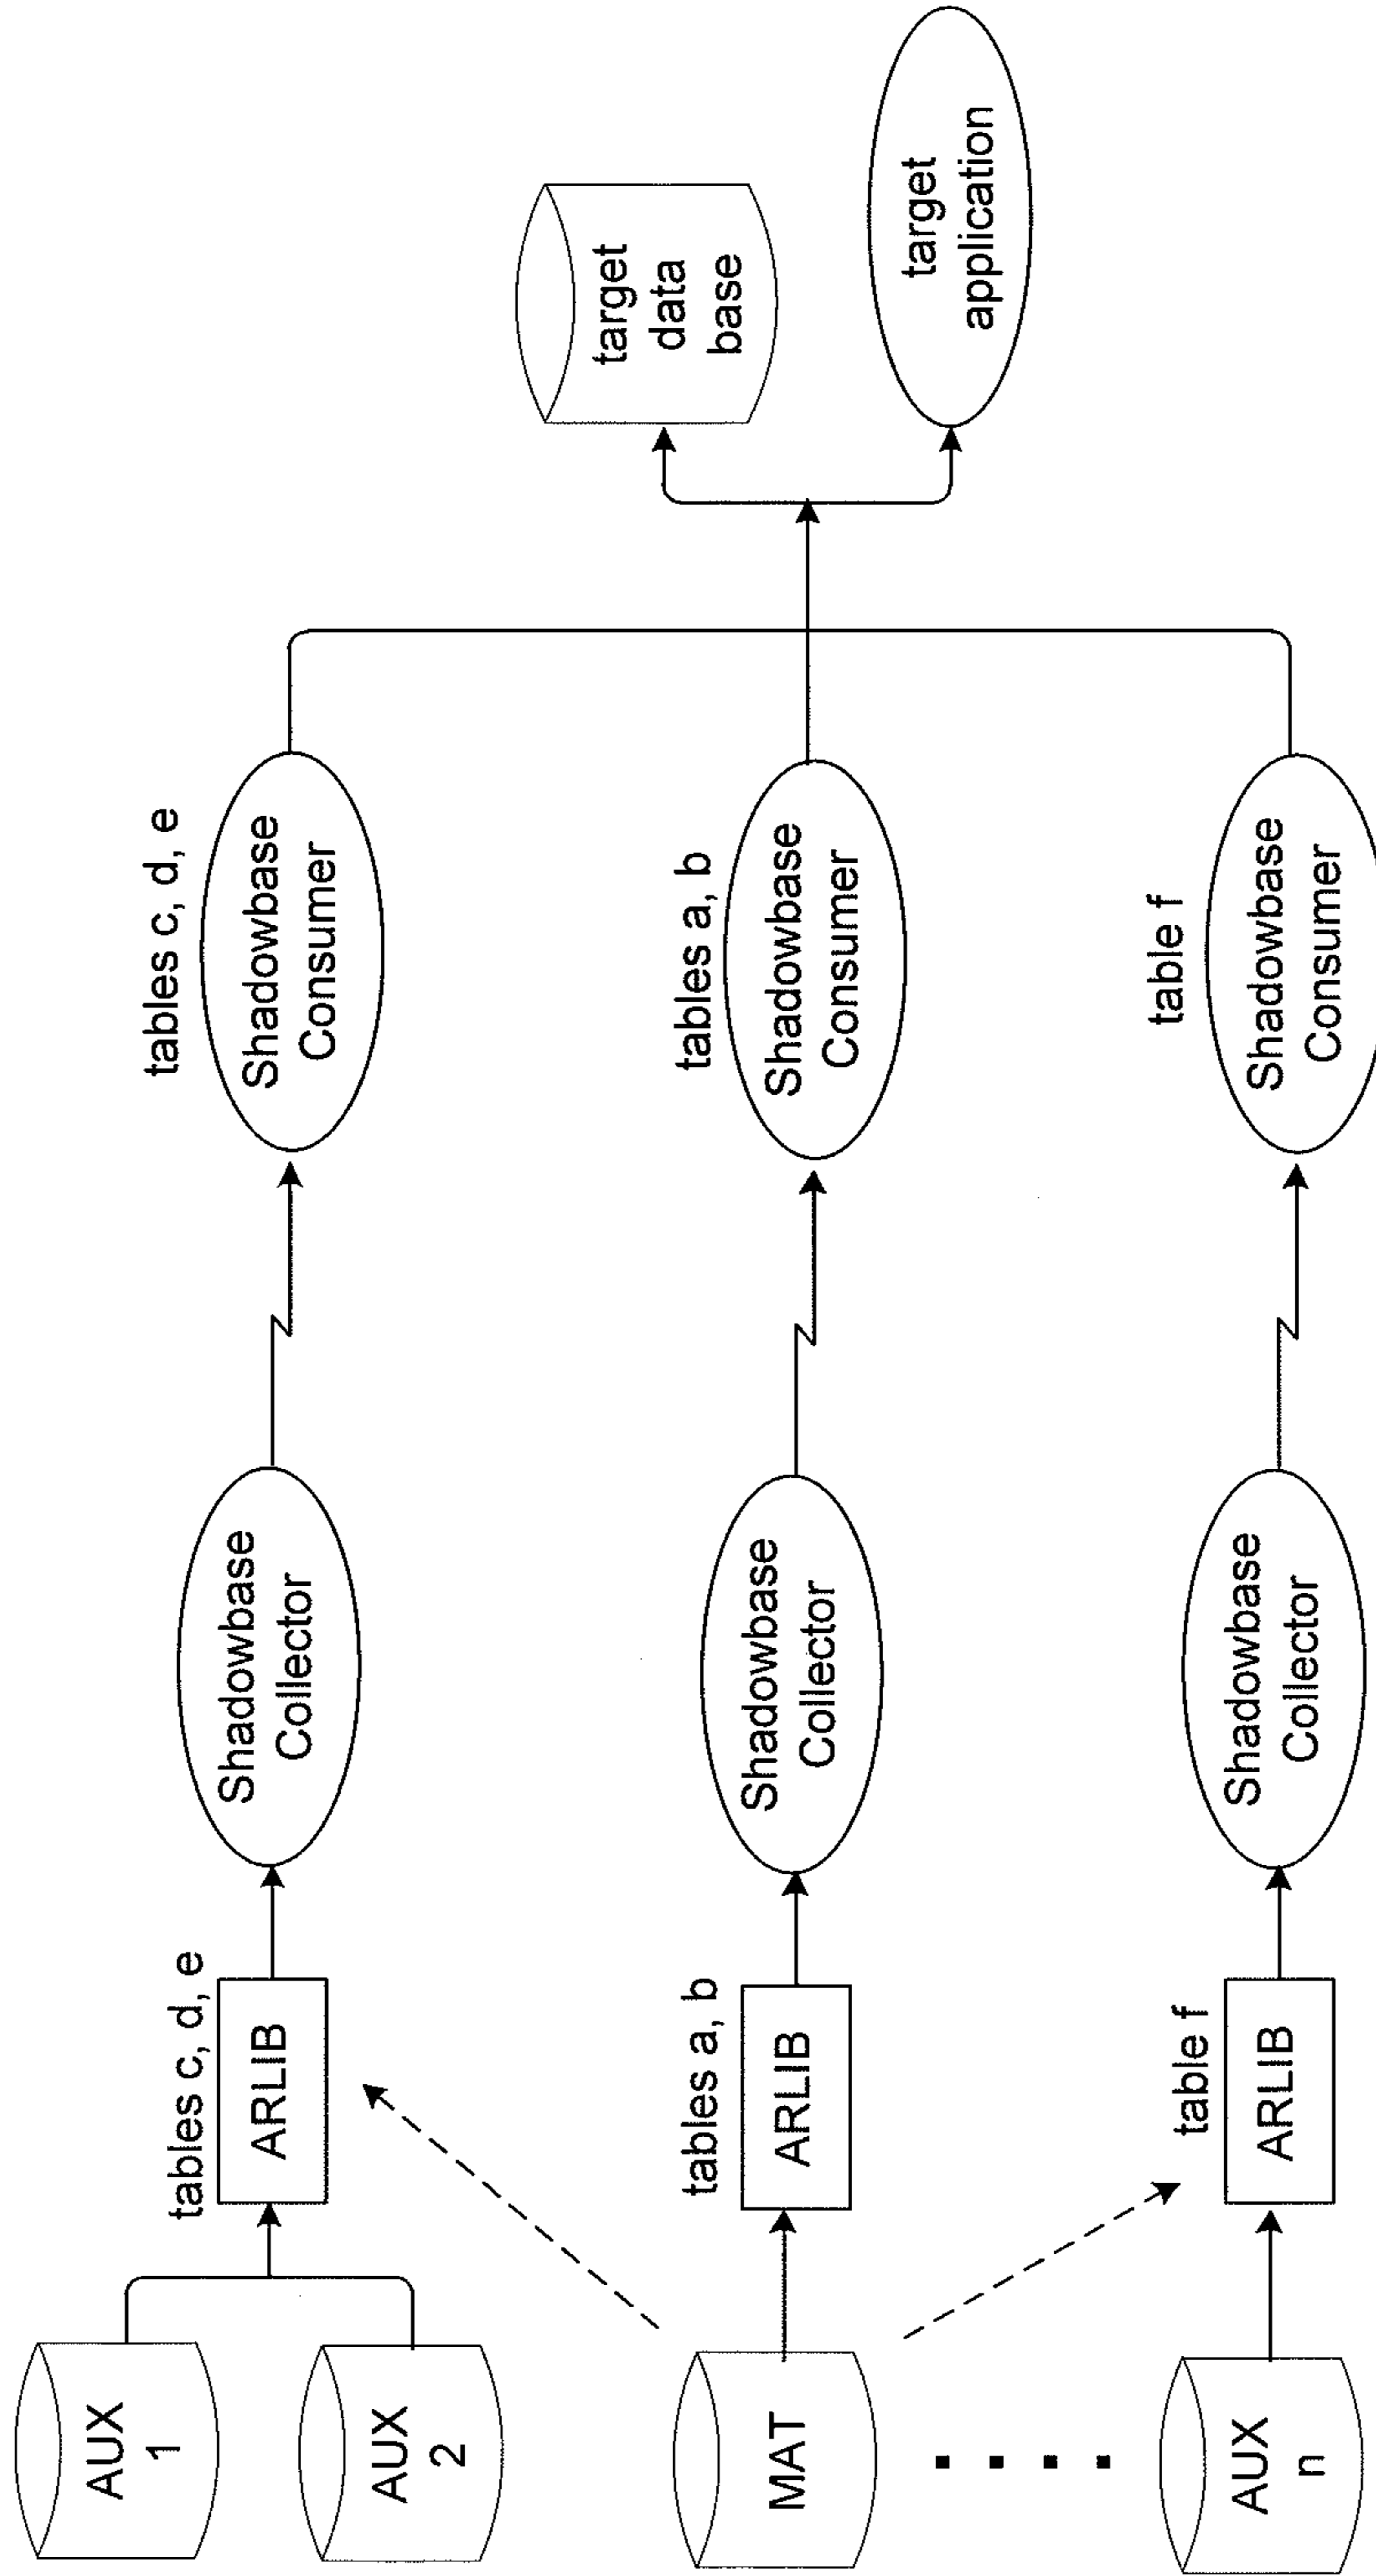 AUX
1
AUX
2
tables c, d, e
ARLIB
Shadowbase
Collector
tables c, d, e
Shadowbase
Consumer
MAT
tables a, b
ARLIB
Shadowbase
Collector
tables a, b
Shadowbase
Consumer
AUX
n
table f
ARLIB
Shadowbase
Collector
table f
Shadowbase
Consumer
target
data
base
target
application